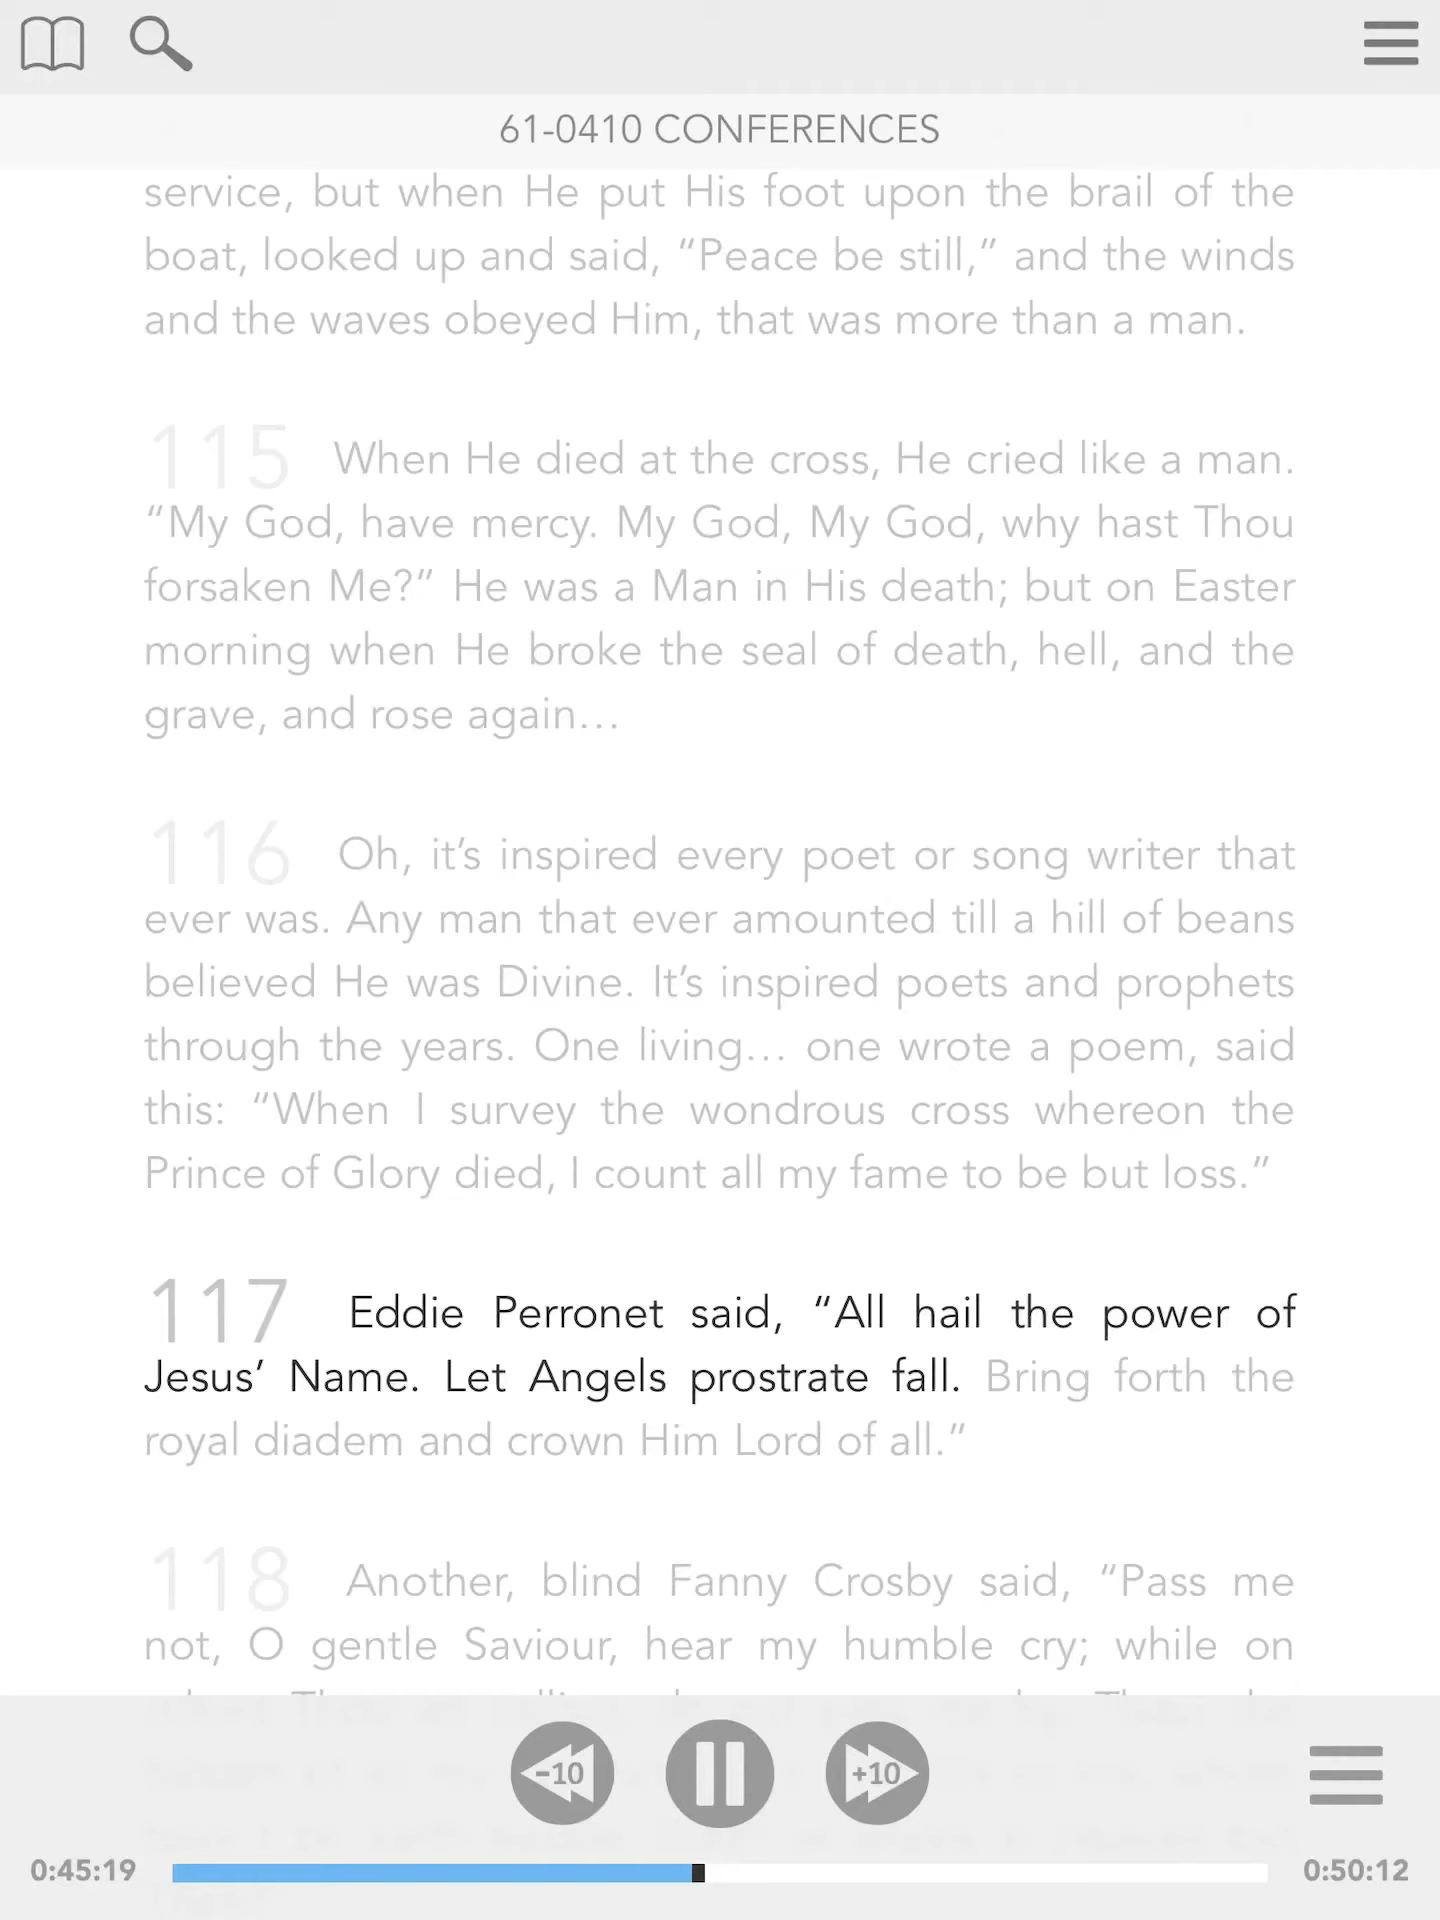 61-0410 CONFERENCES
service, but when He put His foot upon the brail of the
boat, looked up and said, “Peace be still,” and the winds
and the waves obeyed Him, that was more than a man.
115 When He died at the cross, He cried like a man.
“My God, have mercy. My God, My God, why hast Thou
forsaken Me?” He was a Man in His death; but on Easter
morning when He broke the seal of death, hell, and the
grave, and rose again…
116 Oh, it’s inspired every poet or song writer that
ever was. Any man that ever amounted till a hill of beans
believed He was Divine. It’s inspired poets and prophets
through the years. One living… one wrote a poem, said
this: “When I survey the wondrous cross whereon the
Prince of Glory died, I count all my fame to be but loss.”
117 Eddie Perronet said, “All hail the power of
Jesus’ Name. Let Angels prostrate fall. Bring forth the
royal diadem and crown Him Lord of all.”
118 Another, blind Fanny Crosby said, “Pass me
not, O gentle Saviour, hear my humble cry; while on
-10 +10
0:45:19 0:50:12